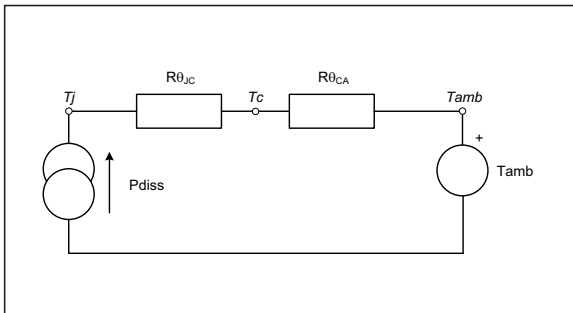 RθJC
RθCA
Tj
Tc
Tamb
+
Pdiss
Tamb